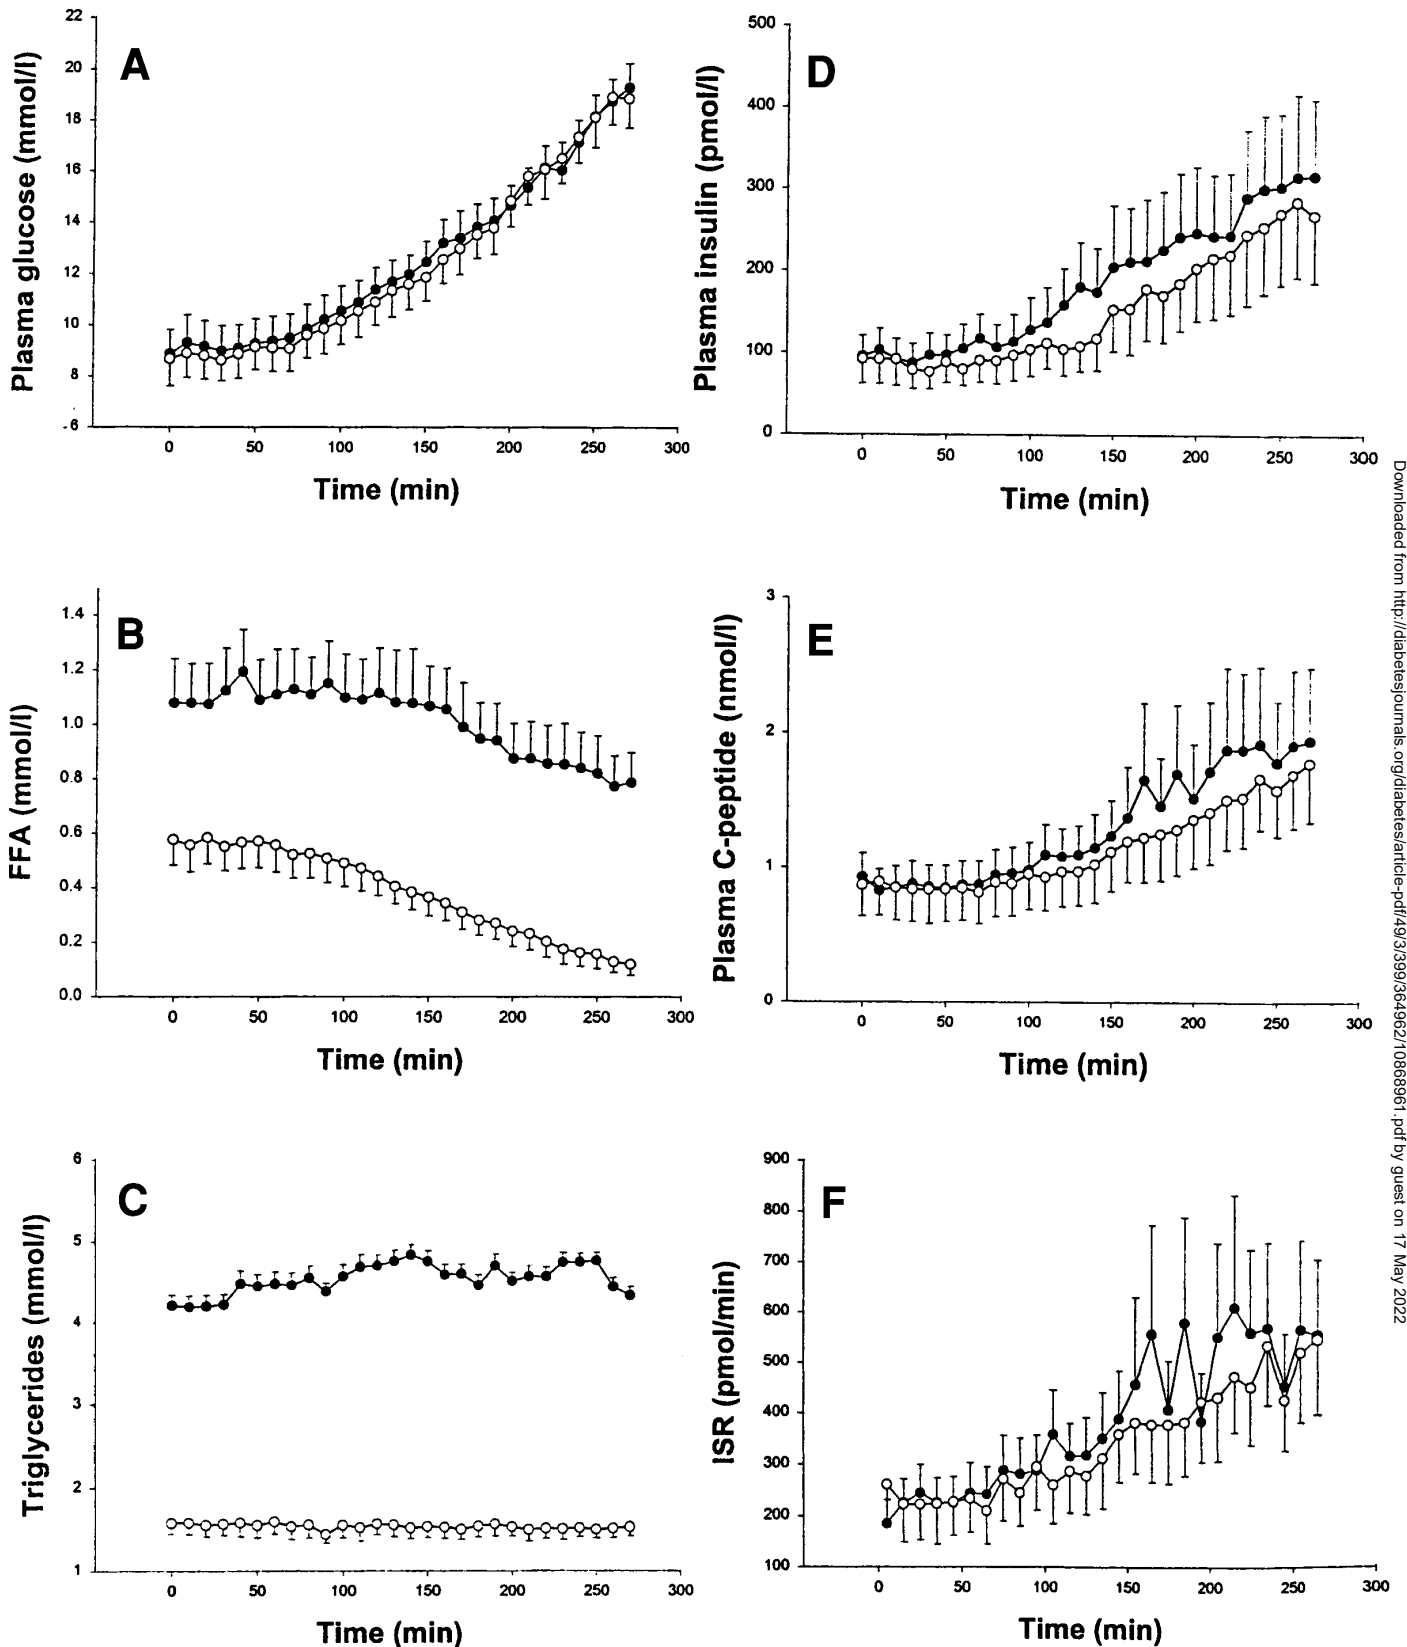 A
Plasma glucose (mmol/l)
22
20
18
16
14
12
10
8
.6
0 50 100 150 200 250 300
Time (min)
D
Plasma insulin (pmol/l)
500
400
300
200
100
0
0 50 100 150 200 250 300
Time (min)
B
FFA (mmol/l)
1.4
1.2
1.0
0.8
0.6
0.4
0.2
0.0
0 50 100 150 200 250 300
Time (min)
E
Plasma C-peptide (nmol/l)
3
2
1
0
0 50 100 150 200 250 300
Time (min)
C
Triglycerides (mmol/l)
6
5
4
3
2
1
0 50 100 150 200 250 300
Time (min)
F
ISR (pmol/min)
900
800
700
600
500
400
300
200
100
0 50 100 150 200 250 300
Time (min)
Downloaded from http://diabetesjournals.org/diabetes/article-pdf/49/3/399/364962/10868961.pdf by guest on 17 May 2022